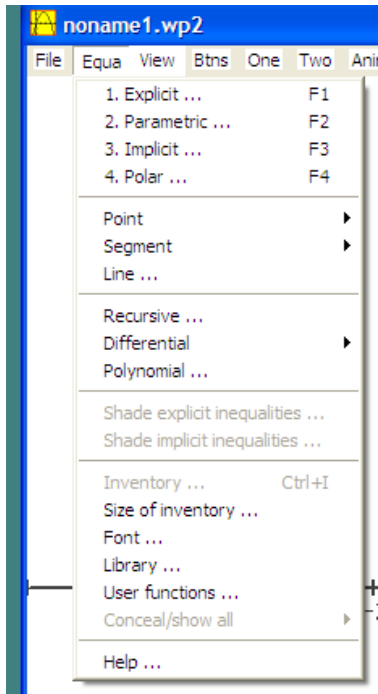 noname1.wp2
File Equa View Btns One Two Anim
1. Explicit ... F1
2. Parametric ... F2
3. Implicit ... F3
4. Polar ... F4
Point
Segment
Line ...
Recursive ...
Differential
Polynomial ...
Shade explicit inequalities ...
Shade implicit inequalities ...
Inventory ... Ctrl+I
Size of inventory ...
Font ...
Library ...
User functions ...
Conceal/show all
Help ...